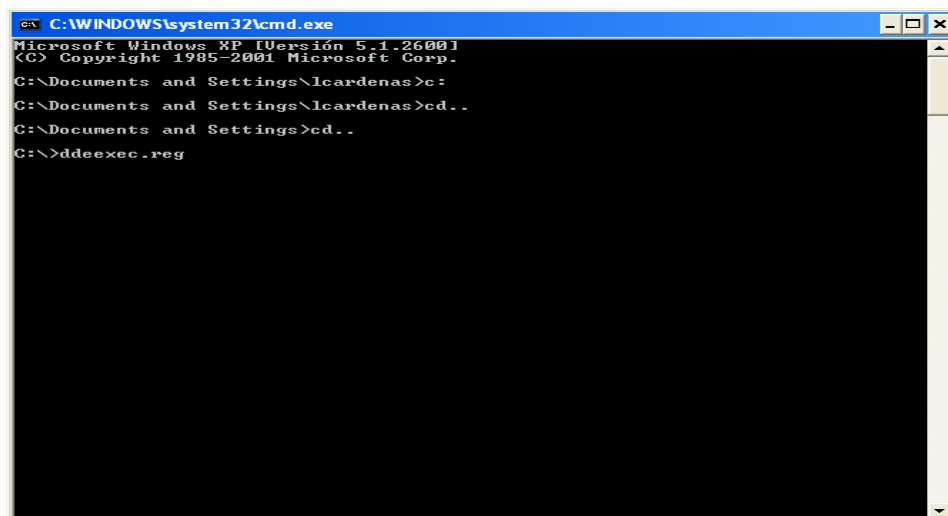 C:\WINDOWS\system32\cmd.exe
Microsoft Windows XP [Versión 5.1.2600]
(C) Copyright 1985-2001 Microsoft Corp.
C:\Documents and Settings\lcardenas>c:
C:\Documents and Settings\lcardenas>cd..
C:\Documents and Settings>cd..
C:\>ddeexec.reg